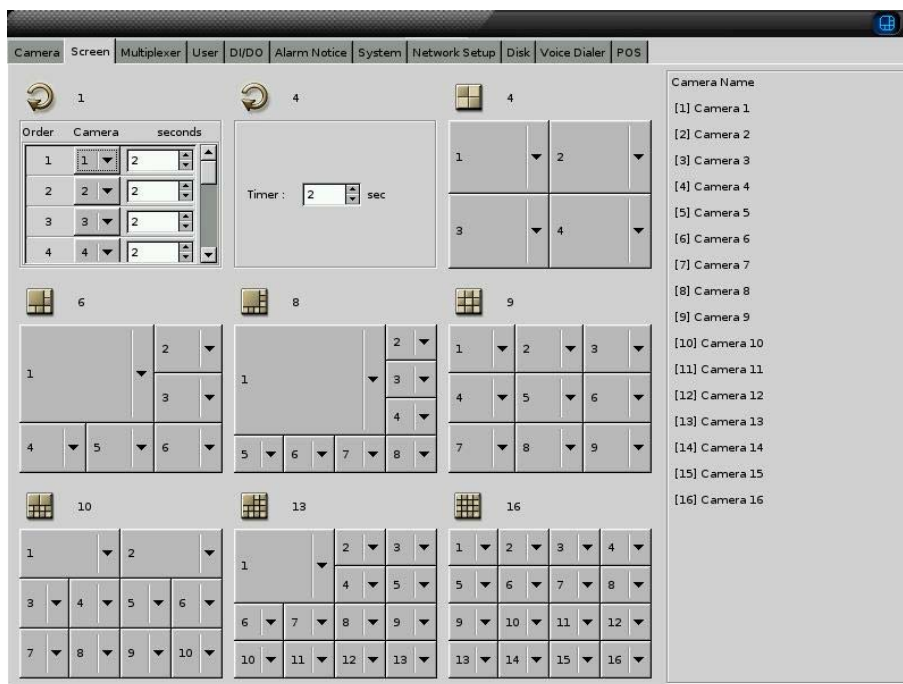 Camera Screen Multiplexer User DI/DO Alarm Notice System Network Setup Disk Voice Dialer POS
1
Order Camera seconds
1 1 2
2 2 2
3 3 2
4 4 2
4
Timer : 2 sec
4
1 2
3 4
6
1 2
3
4 5 6
8
1 2
3
4
5 6 7 8
9
1 2 3
4 5 6
7 8 9
10
1 2
3 4 5 6
7 8 9 10
13
1 2 3
4 5
6 7 8 9
10 11 12 13
16
1 2 3 4
5 6 7 8
9 10 11 12
13 14 15 16
Camera Name
[1] Camera 1
[2] Camera 2
[3] Camera 3
[4] Camera 4
[5] Camera 5
[6] Camera 6
[7] Camera 7
[8] Camera 8
[9] Camera 9
[10] Camera 10
[11] Camera 11
[12] Camera 12
[13] Camera 13
[14] Camera 14
[15] Camera 15
[16] Camera 16